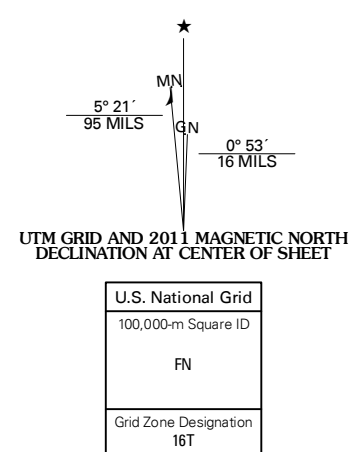 ★
MN
5° 21´
95 MILS
GN
0° 53´
16 MILS
UTM GRID AND 2011 MAGNETIC NORTH
DECLINATION AT CENTER OF SHEET
U.S. National Grid
100,000-m Square ID
FN
Grid Zone Designation
16T